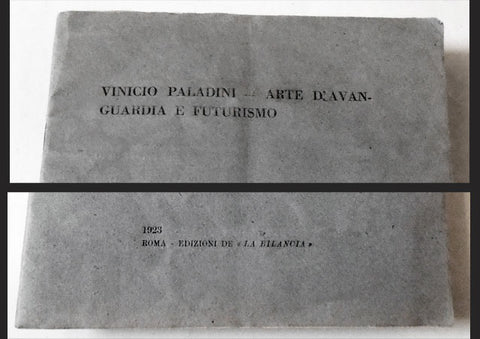 VINICIO PALADINI — ARTE D'AVAN-
GUARDIA E FUTURISMO
1923
ROMA - EDIZIONI DE «LA BILANCIA»